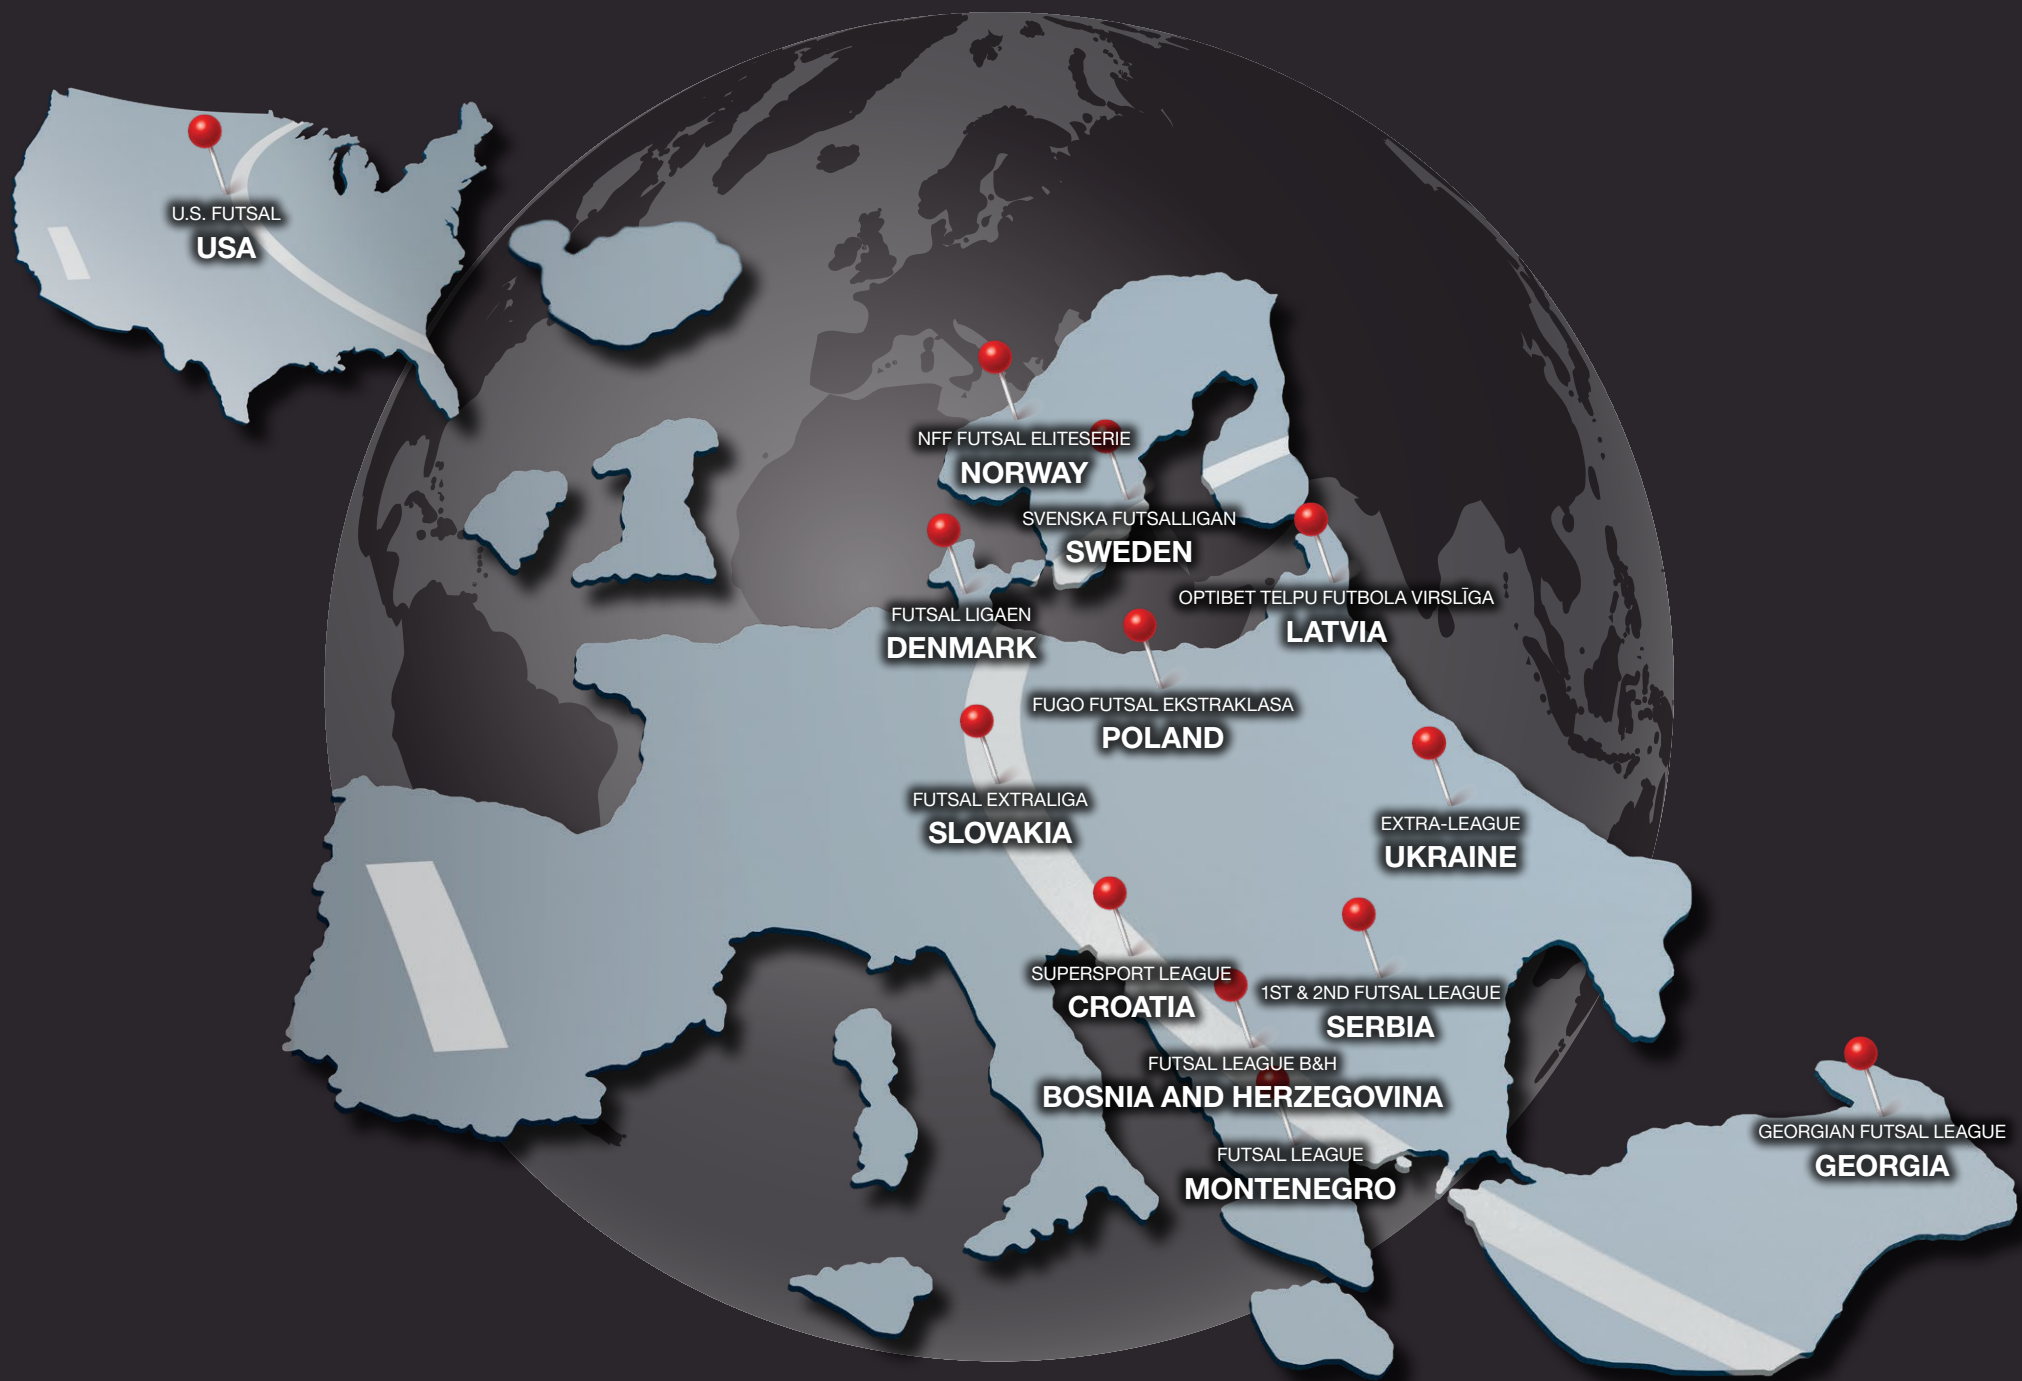 U.S. FUTSAL
USA
NFF FUTSAL ELITESERIE
NORWAY
SVENSKA FUTSALLIGAN
SWEDEN
OPTIBET TELPU FUTBOLA VIRSLĪGA
LATVIA
FUTSAL LIGAEN
DENMARK
FUGO FUTSAL EKSTRAKLASA
POLAND
FUTSAL EXTRALIGA
SLOVAKIA
EXTRA-LEAGUE
UKRAINE
SUPERSPORT LEAGUE
CROATIA
1ST & 2ND FUTSAL LEAGUE
SERBIA
FUTSAL LEAGUE B&H
BOSNIA AND HERZEGOVINA
FUTSAL LEAGUE
MONTENEGRO
GEORGIAN FUTSAL LEAGUE
GEORGIA